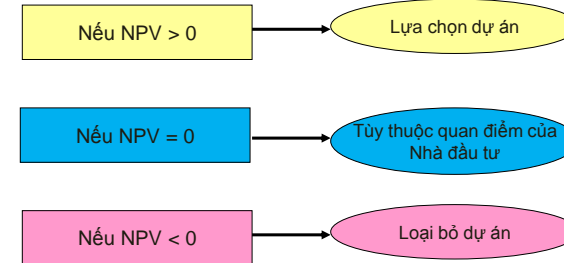 Nếu NPV > 0
Lựa chọn dự án
Nếu NPV = 0
Tùy thuộc quan điểm của
Nhà đầu tư
Nếu NPV < 0
Loại bỏ dự án